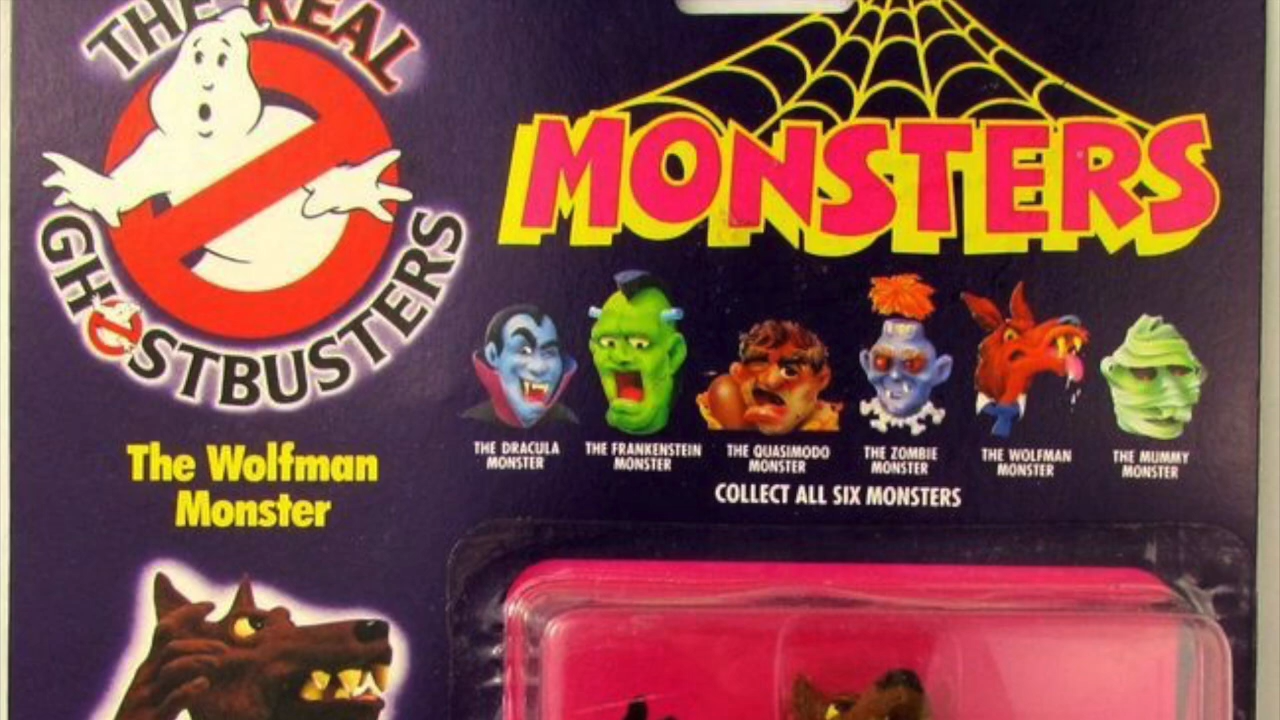 THE REAL
GHOSTBUSTERS
MONSTERS
THE DRACULA
MONSTER
THE FRANKENSTEIN
MONSTER
THE QUASIMODO
MONSTER
THE ZOMBIE
MONSTER
THE WOLFMAN
MONSTER
THE MUMMY
MONSTER
COLLECT ALL SIX MONSTERS
The Wolfman
Monster